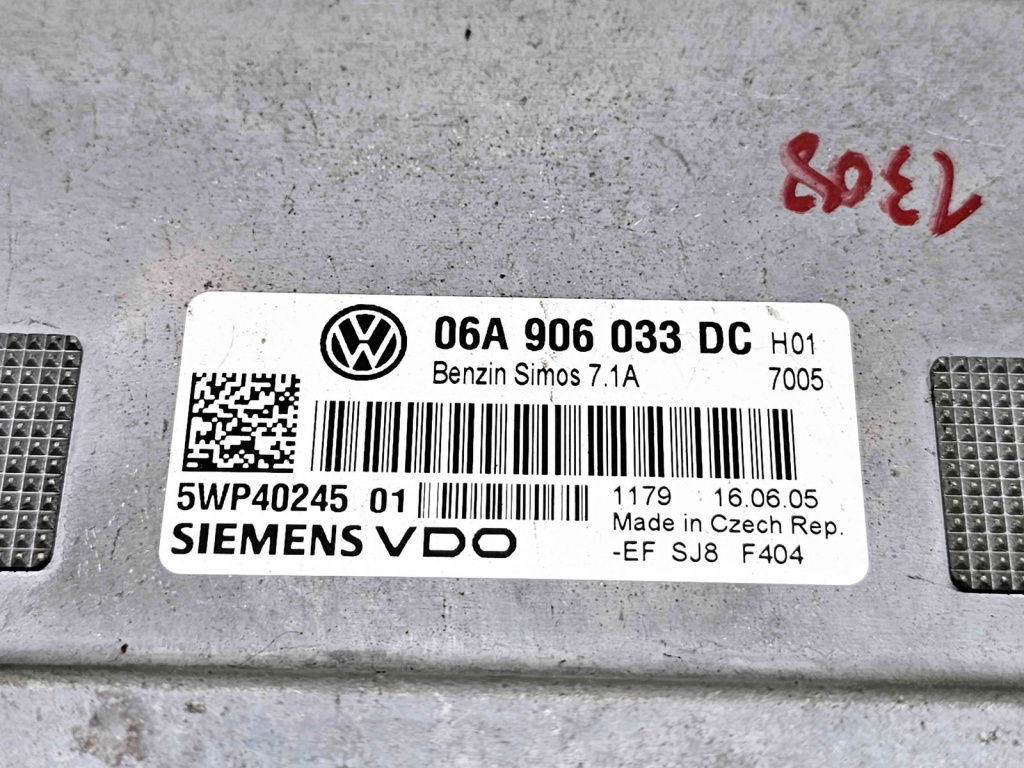 1308
06A 906 033 DC H01
Benzin Simos 7.1A 7005
5WP40245 01 1179 16.06.05
Made in Czech Rep.
SIEMENS VDO -EF SJ8 F404